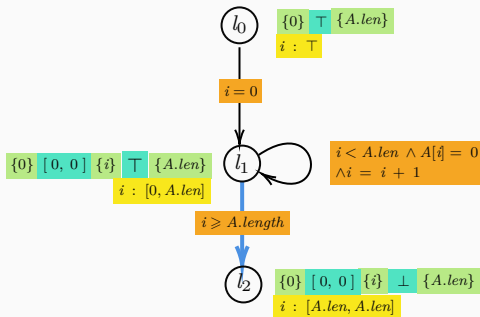 l₀
{0} ⊤ {A.len}
i : ⊤
i = 0
{0} [ 0, 0 ] {i} ⊤ {A.len}
i : [0, A.len]
l₁
i < A.len ∧ A[i] = 0
∧i = i + 1
i ⩾ A.length
l₂
{0} [ 0, 0 ] {i} ⊥ {A.len}
i : [A.len, A.len]